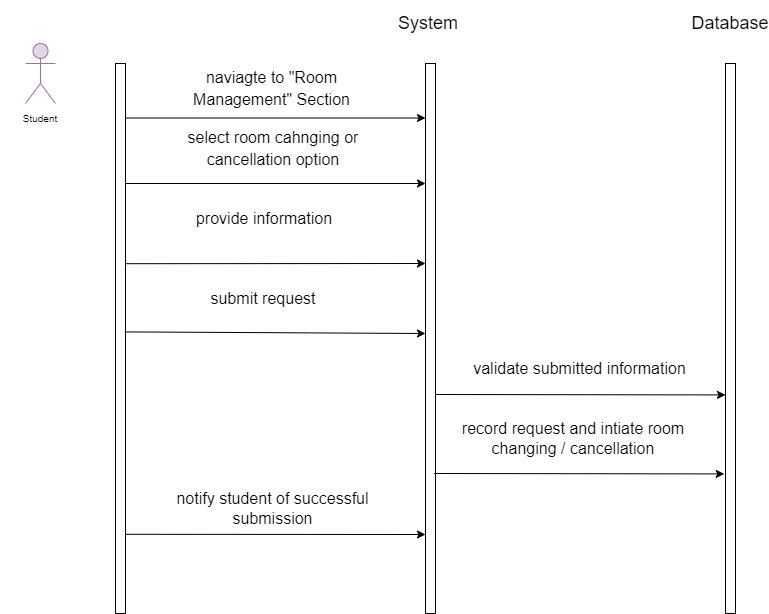 System
Database
Student
naviagte to "Room
Management" Section
select room cahnging or
cancellation option
provide information
submit request
validate submitted information
record request and intiate room
changing / cancellation
notify student of successful
submission